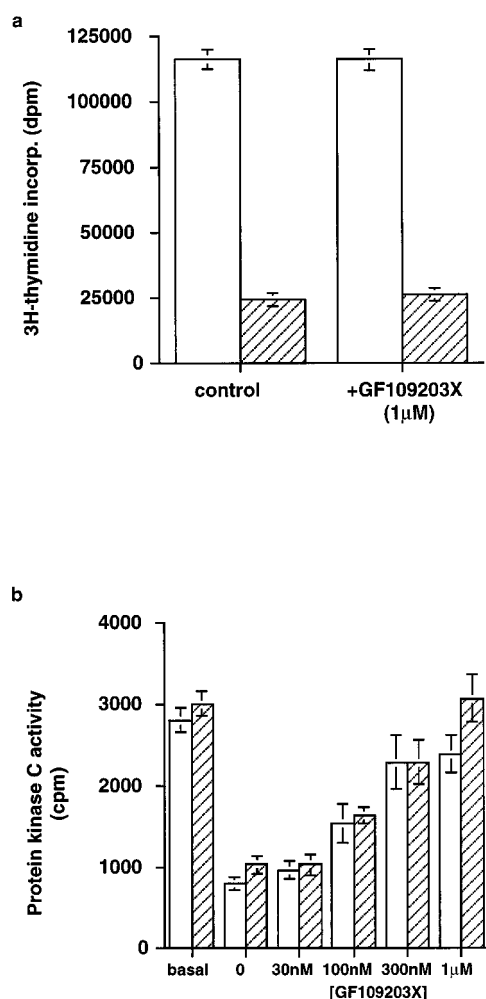 a
125000
100000
75000
50000
25000
0
3H-thymidine incorp. (dpm)
control
+GF109203X
(1µM)
b
4000
3000
2000
1000
0
Protein kinase C activity
(cpm)
basal 0 30nM 100nM 300nM 1µM
[GF109203X]